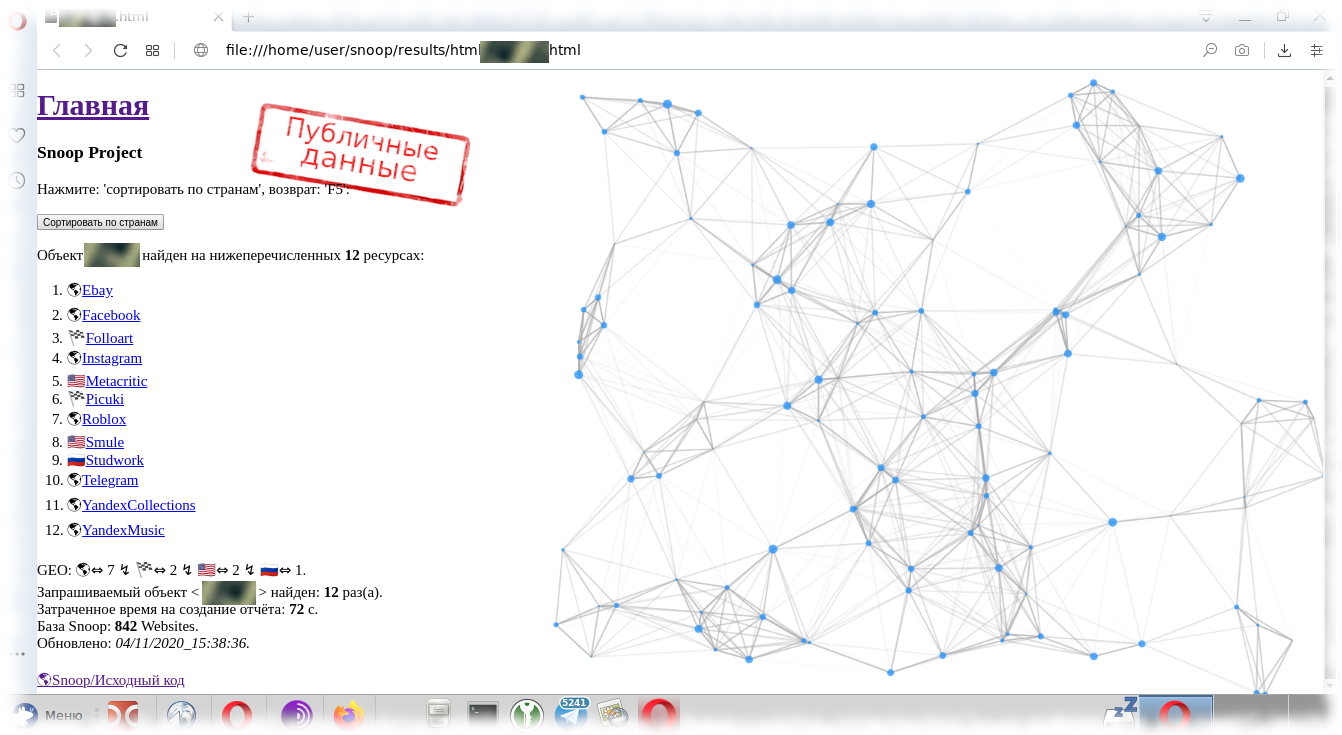 .html
file:///home/user/snoop/results/html html
Главная
Публичные
данные
Snoop Project
Нажмите: 'сортировать по странам', возврат: 'F5'.
Сортировать по странам
Объект найден на нижеперечисленных 12 ресурсах:
1. Ebay
2. Facebook
3. Folloart
4. Instagram
5. Metacritic
6. Picuki
7. Roblox
8. Smule
9. Studwork
10. Telegram
11. YandexCollections
12. YandexMusic
GEO: 🌎⇔ 7 ↯ 🏁⇔ 2 ↯ 🇺🇸⇔ 2 ↯ 🇷🇺⇔ 1.
Запрашиваемый объект < > найден: 12 раз(а).
Затраченное время на создание отчёта: 72 c.
База Snoop: 842 Websites.
Обновлено: 04/11/2020_15:38:36.
Snoop/Исходный код
Меню
5241
zZ